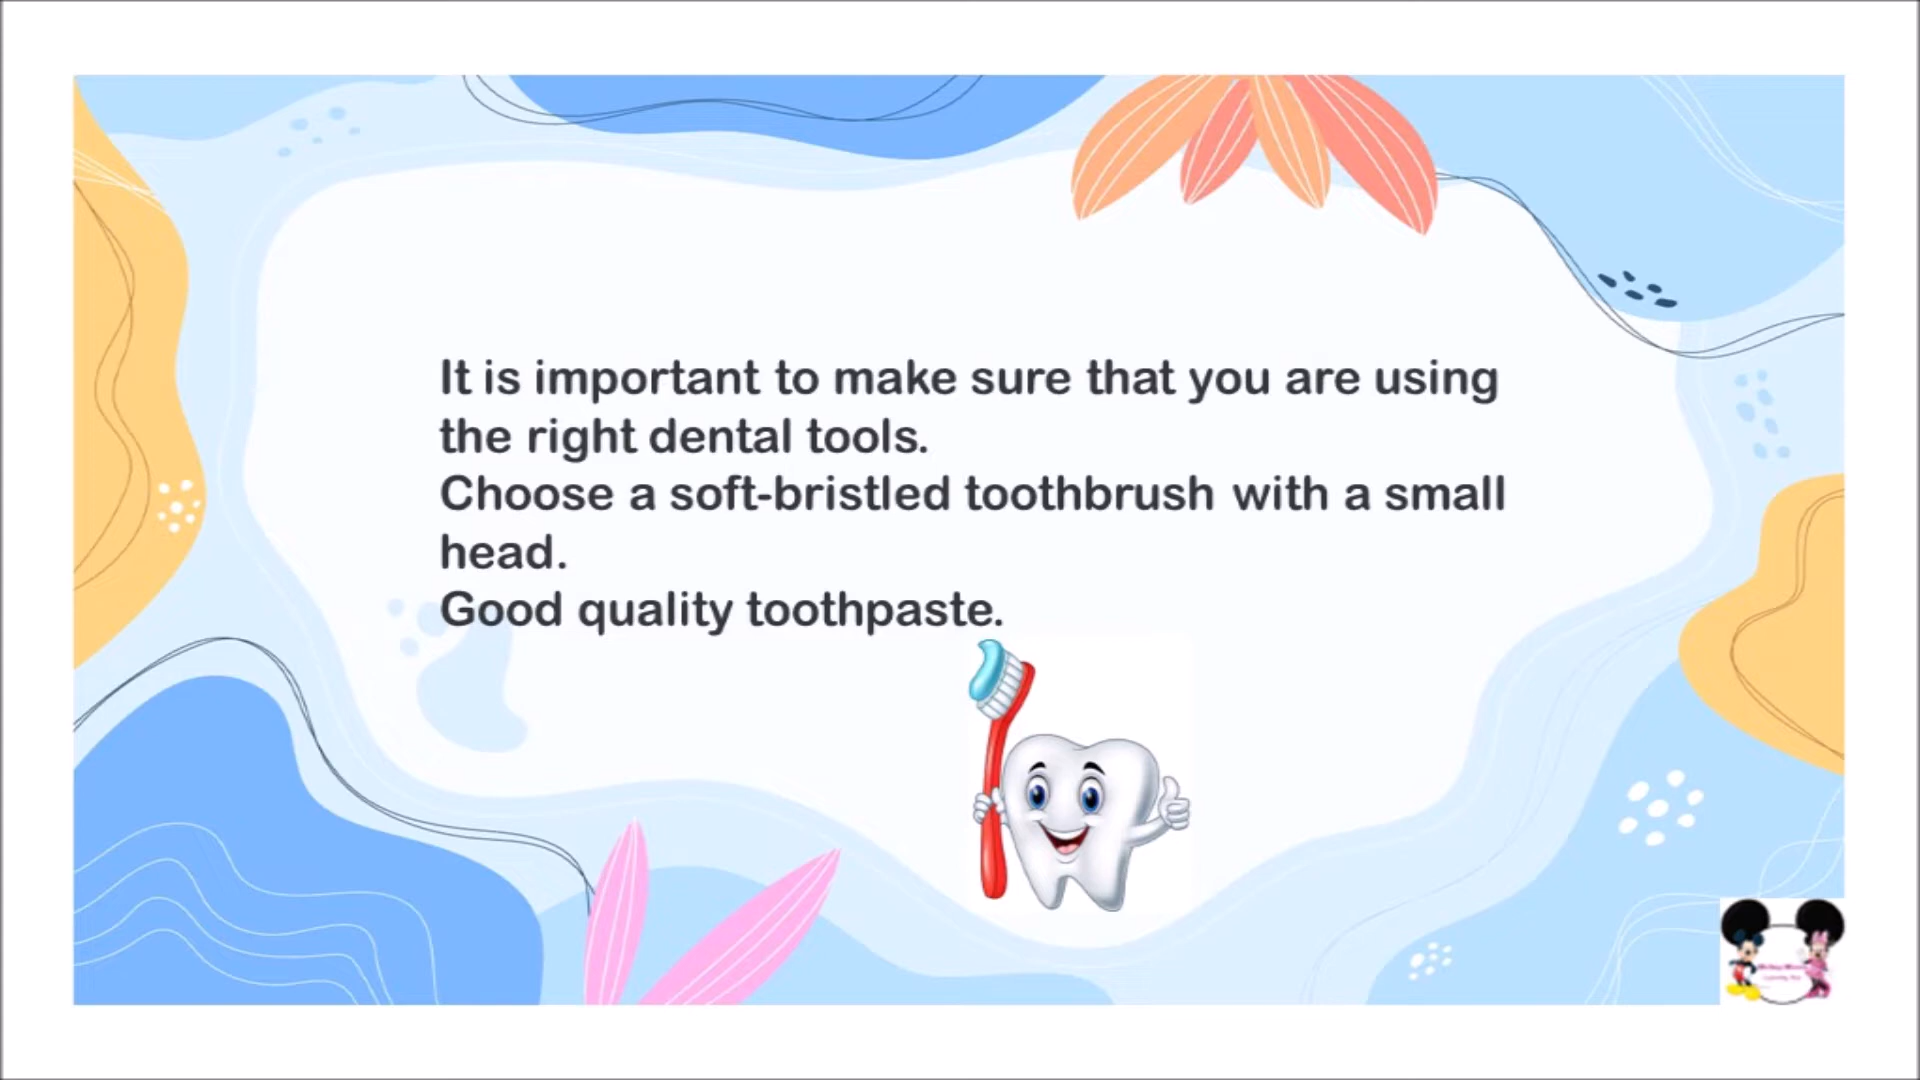 It is important to make sure that you are using
the right dental tools.
Choose a soft-bristled toothbrush with a small
head.
Good quality toothpaste.